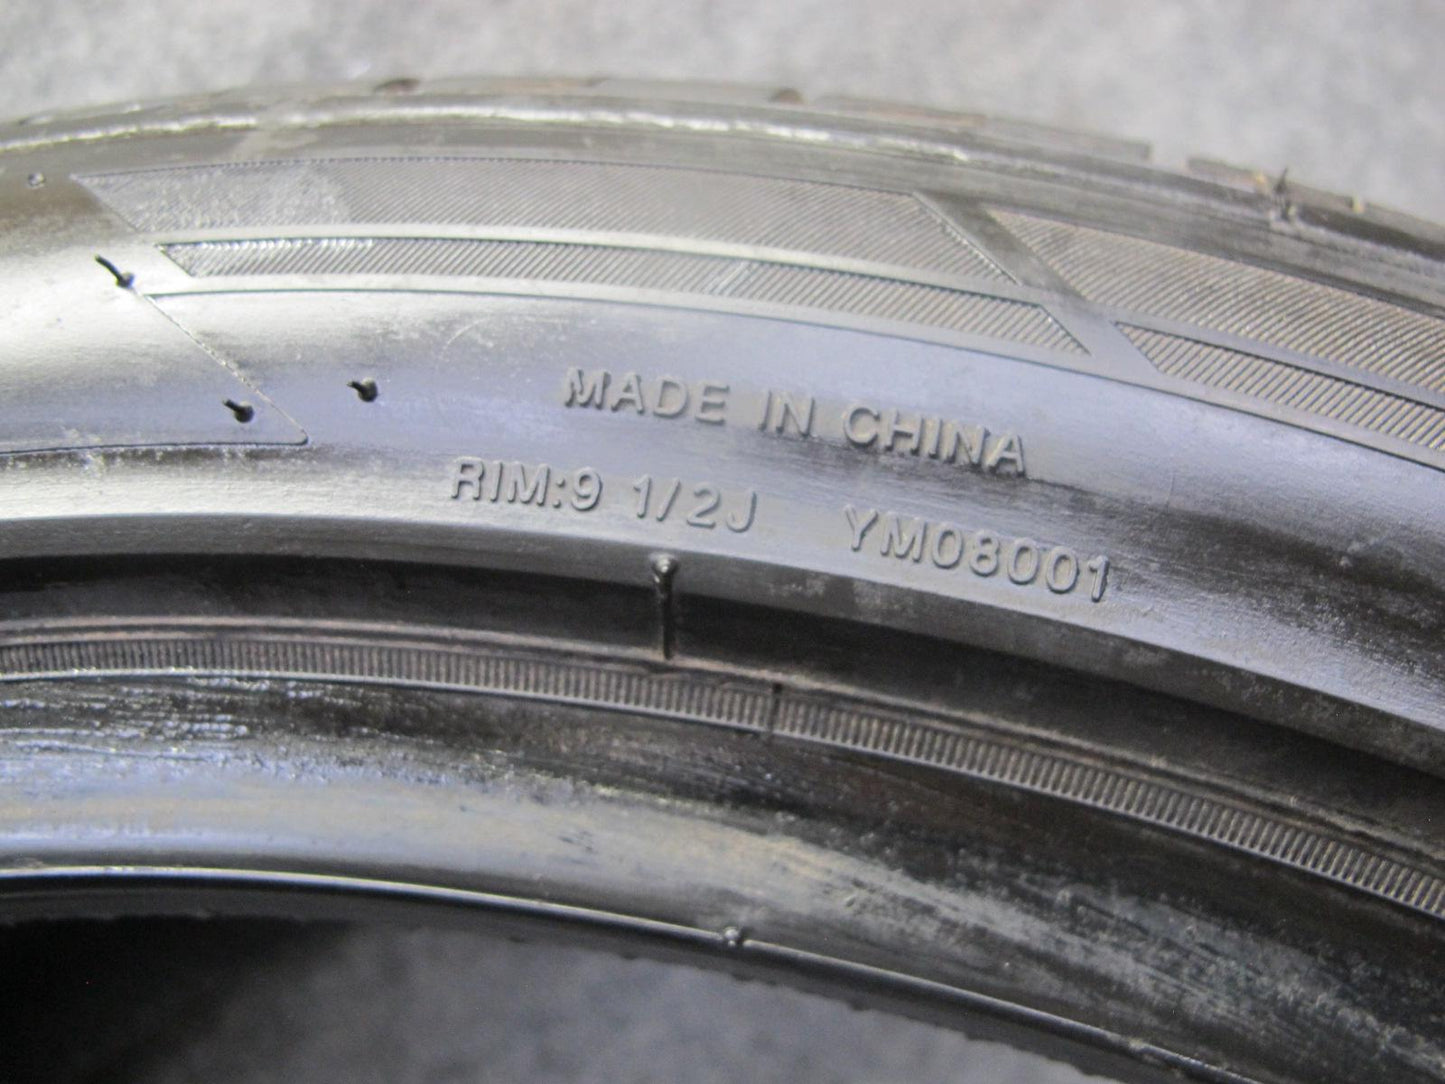 MADE IN CHINA
RIM:9 1/2J YM08001